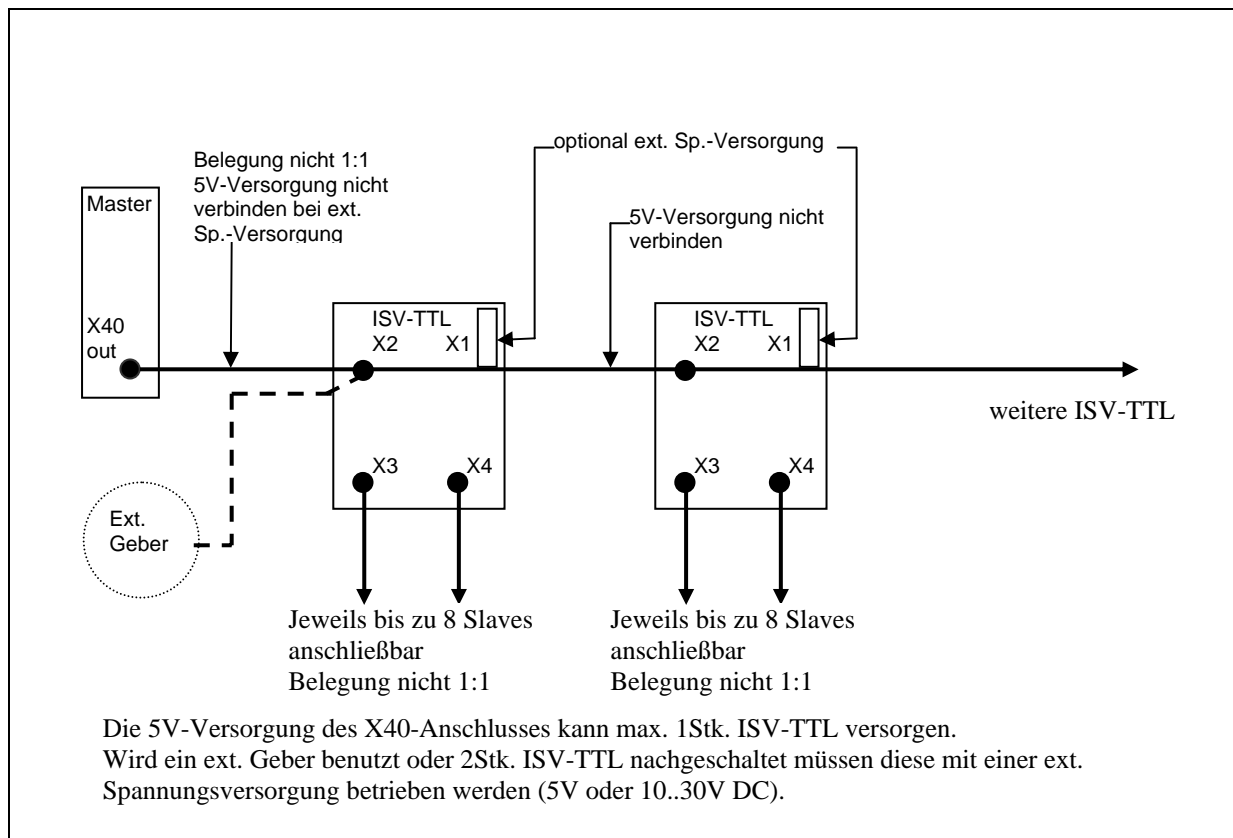 optional ext. Sp.-Versorgung
Belegung nicht 1:1
5V-Versorgung nicht
verbinden bei ext.
Sp.-Versorgung
Master
5V-Versorgung nicht
verbinden
X40
out
ISV-TTL
X2 X1
ISV-TTL
X2 X1
weitere ISV-TTL
X3 X4
X3 X4
Ext.
Geber
Jeweils bis zu 8 Slaves
anschließbar
Belegung nicht 1:1
Jeweils bis zu 8 Slaves
anschließbar
Belegung nicht 1:1
Die 5V-Versorgung des X40-Anschlusses kann max. 1Stk. ISV-TTL versorgen.
Wird ein ext. Geber benutzt oder 2Stk. ISV-TTL nachgeschaltet müssen diese mit einer ext.
Spannungsversorgung betrieben werden (5V oder 10..30V DC).